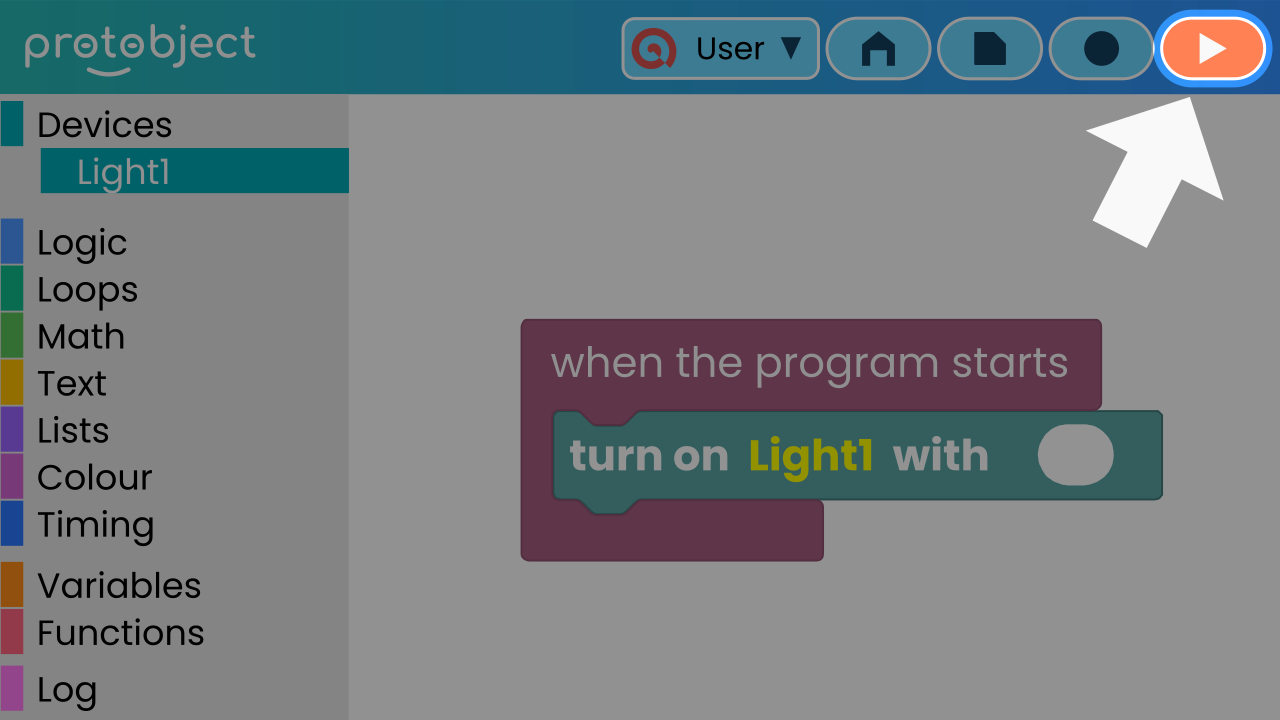 protobject
User
Devices
Light1
Logic
Loops
Math
Text
Lists
Colour
Timing
Variables
Functions
Log
when the program starts
turn on Light1 with